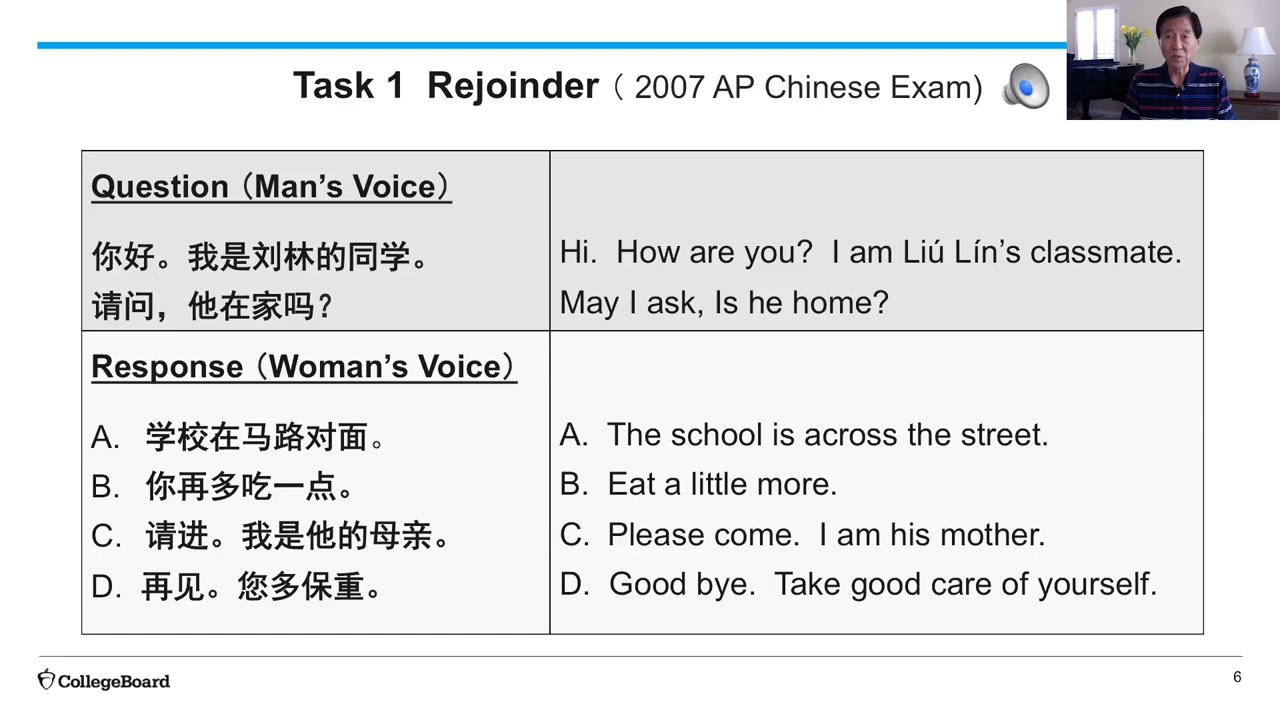 Task 1 Rejoinder（ 2007 AP Chinese Exam)
Question（Man’s Voice）
你好。我是刘林的同学。
请问，他在家吗？
Hi. How are you? I am Liú Lín’s classmate.
May I ask, Is he home?
Response（Woman’s Voice）
A. 学校在马路对面。
B. 你再多吃一点。
C. 请进。我是他的母亲。
D. 再见。您多保重。
A. The school is across the street.
B. Eat a little more.
C. Please come. I am his mother.
D. Good bye. Take good care of yourself.
CollegeBoard
6